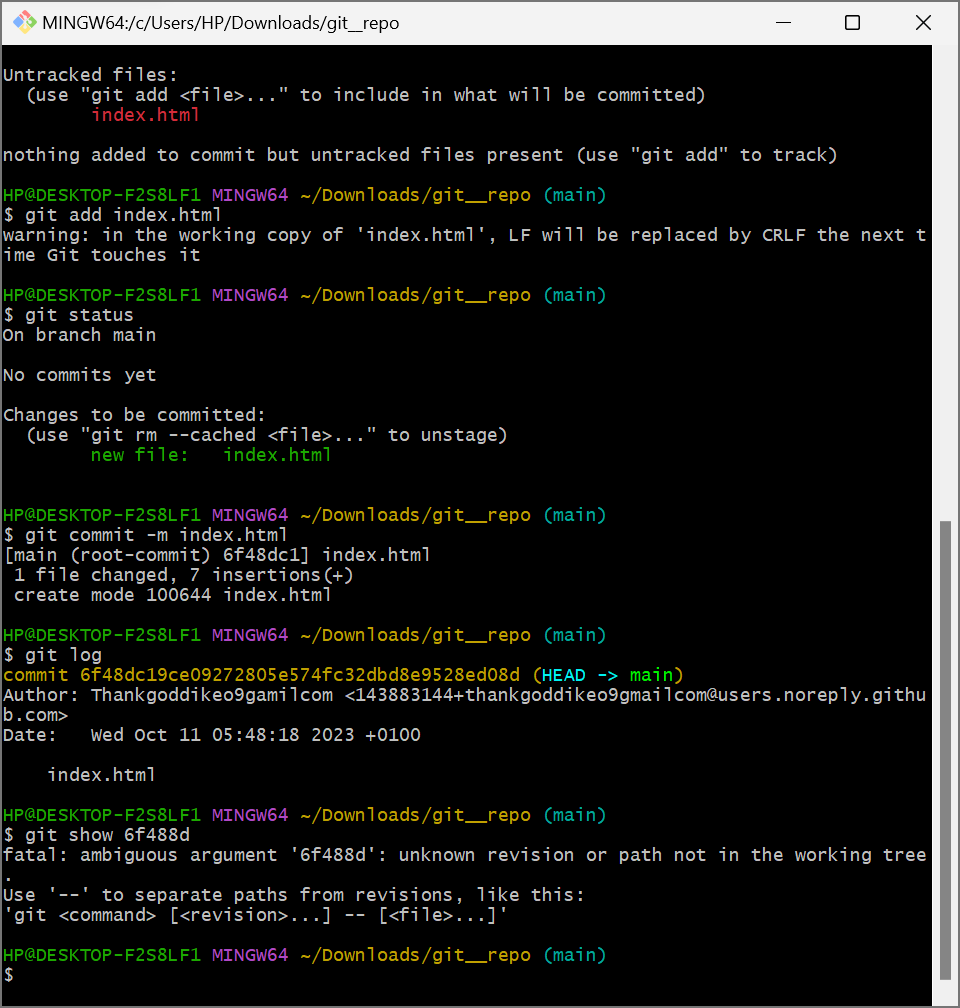 MINGW64:/c/Users/HP/Downloads/git__repo
Untracked files:
  (use "git add <file>..." to include in what will be committed)
        index.html
nothing added to commit but untracked files present (use "git add" to track)
HP@DESKTOP-F2S8LF1 MINGW64 ~/Downloads/git__repo (main)
$ git add index.html
warning: in the working copy of 'index.html', LF will be replaced by CRLF the next t
ime Git touches it
HP@DESKTOP-F2S8LF1 MINGW64 ~/Downloads/git__repo (main)
$ git status
On branch main
No commits yet
Changes to be committed:
  (use "git rm --cached <file>..." to unstage)
        new file:   index.html
HP@DESKTOP-F2S8LF1 MINGW64 ~/Downloads/git__repo (main)
$ git commit -m index.html
[main (root-commit) 6f48dc1] index.html
 1 file changed, 7 insertions(+)
 create mode 100644 index.html
HP@DESKTOP-F2S8LF1 MINGW64 ~/Downloads/git__repo (main)
$ git log
commit 6f48dc19ce09272805e574fc32dbd8e9528ed08d (HEAD -> main)
Author: Thankgoddikeo9gamilcom <143883144+thankgoddikeo9gmailcom@users.noreply.githu
b.com>
Date:   Wed Oct 11 05:48:18 2023 +0100
    index.html
HP@DESKTOP-F2S8LF1 MINGW64 ~/Downloads/git__repo (main)
$ git show 6f488d
fatal: ambiguous argument '6f488d': unknown revision or path not in the working tree
.
Use '--' to separate paths from revisions, like this:
'git <command> [<revision>...] -- [<file>...]'
HP@DESKTOP-F2S8LF1 MINGW64 ~/Downloads/git__repo (main)
$